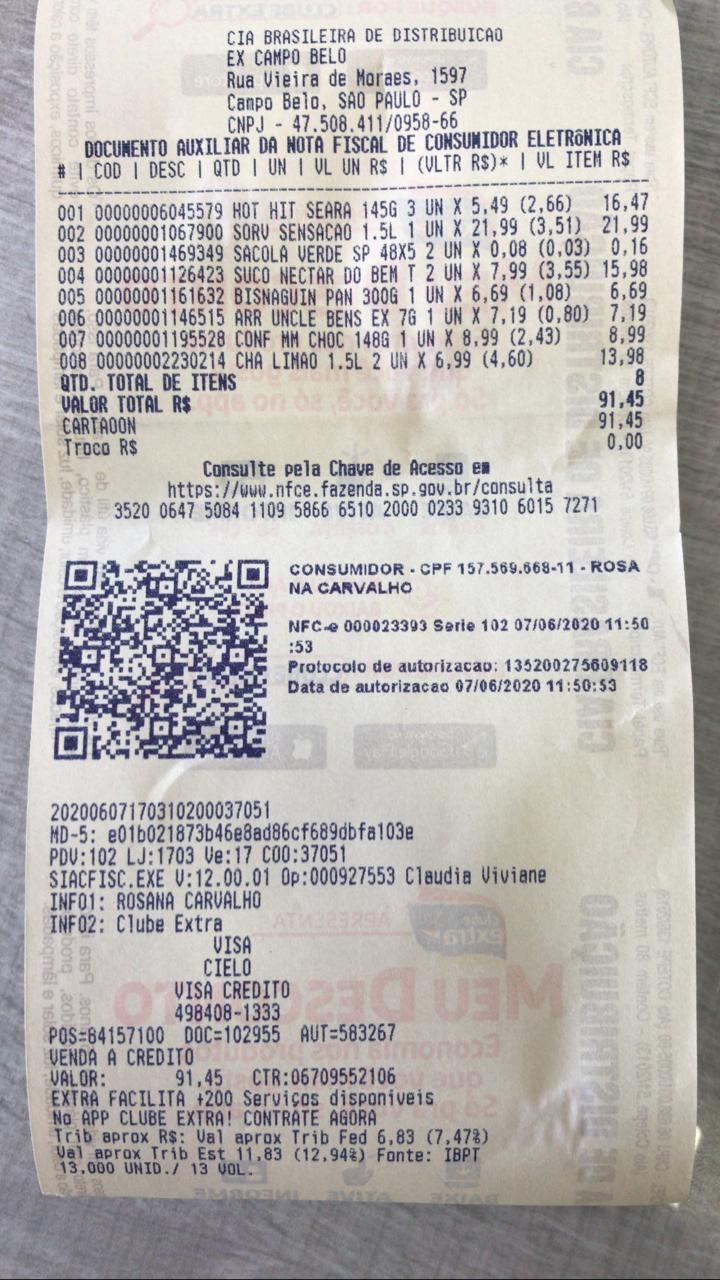 CIA BRASILEIRA DE DISTRIBUICAO
EX CAMPO BELO
Rua Vieira de Moraes, 1597
Campo Belo, SAO PAULO - SP
CNPJ - 47.508.411/0958-66
DOCUMENTO AUXILIAR DA NOTA FISCAL DE CONSUMIDOR ELETRôNICA
# | COD | DESC | QTD | UN | VL UN R$ | (VLTR R$)* | VL ITEM R$
001 00000006045579 HOT HIT SEARA 145G 3 UN X 5,49 (2,66) 16,47
002 00000001067900 SORV SENSACAO 1.5L 1 UN X 21,99 (3,51) 21,99
003 00000001469349 SACOLA VERDE SP 48X5 2 UN X 0,08 (0,03) 0,16
004 00000001126423 SUCO NECTAR DO BEM T 2 UN X 7,99 (3,55) 15,98
005 00000001161632 BISNAGUIN PAN 300G 1 UN X 6,69 (1,08) 6,69
006 00000001146515 ARR UNCLE BENS EX 7G 1 UN X 7,19 (0,80) 7,19
007 00000001195528 CONF MM CHOC 148G 1 UN X 8,99 (2,43) 8,99
008 00000002230214 CHA LIMAO 1.5L 2 UN X 6,99 (4,60) 13,98
QTD. TOTAL DE ITENS 8
VALOR TOTAL R$ 91,45
CARTAOON 91,45
Troco R$ 0,00
Consulte pela Chave de Acesso em
https://www.nfce.fazenda.sp.gov.br/consulta
3520 0647 5084 1109 5866 6510 2000 0233 9310 6015 7271
CONSUMIDOR - CPF 157.569.668-11 - ROSA
NA CARVALHO
NFC-e 000023393 Serie 102 07/06/2020 11:50
:53
Protocolo de autorizacao: 135200275609118
Data de autorizacao 07/06/2020 11:50:53
20200607170310200037051
MD-5: e01b021873b46e8ad86cf689dbfa103e
PDV:102 LJ:1703 Ve:17 COO:37051
SIACFISC.EXE V:12.00.01 Op:000927553 Claudia Viviane
INFO1: ROSANA CARVALHO
INFO2: Clube Extra
VISA
CIELO
VISA CREDITO
498408-1333
POS=84157100 DOC=102955 AUT=583267
VENDA A CREDITO
VALOR: 91,45 CTR:06709552106
EXTRA FACILITA +200 Serviços disponiveis
No APP CLUBE EXTRA! CONTRATE AGORA
Trib aprox R$: Val aprox Trib Fed 6,83 (7,47%)
Val aprox Trib Est 11,83 (12,94%) Fonte: IBPT
13,000 UNID./ 13 VOL.